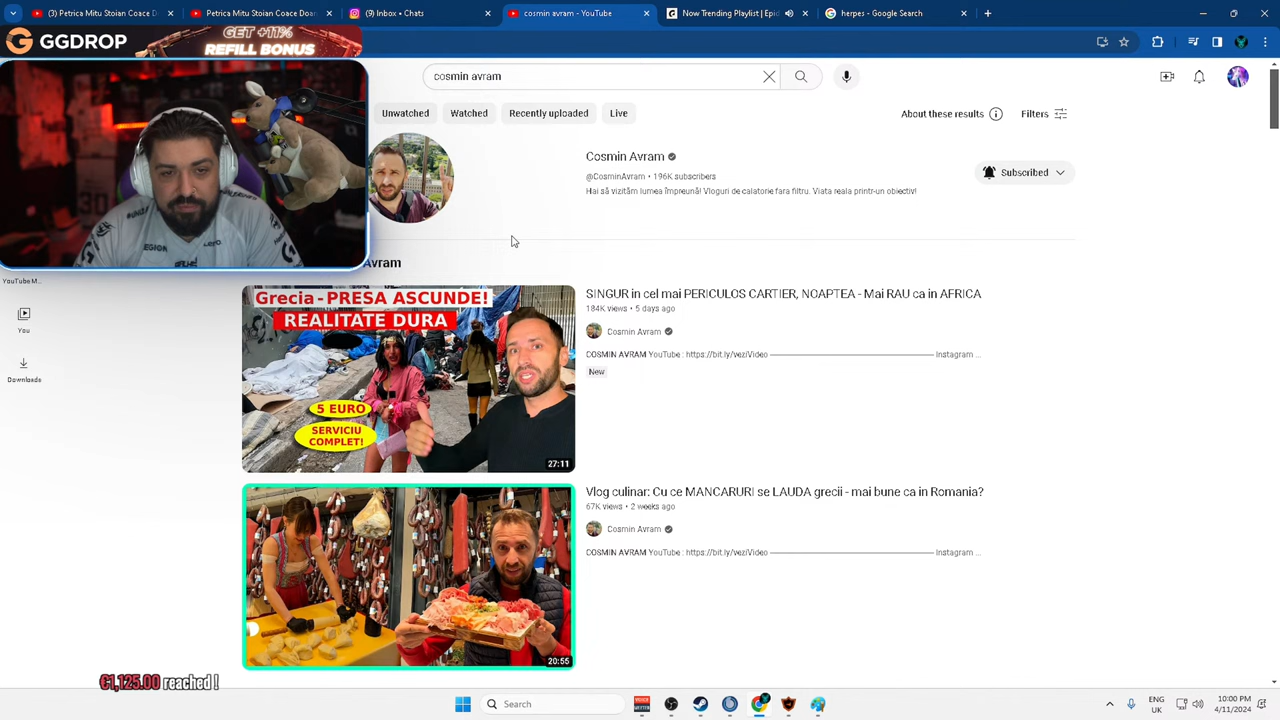 (3) Petrica Mitu Stoian Coace Doa
Petrica Mitu Stoian Coace Doar
(9) Inbox • Chats
cosmin avram - YouTube
Now Trending Playlist | Epid
herpes - Google Search
GGDROP
GET +11%
REFILL BONUS
cosmin avram
Unwatched
Watched
Recently uploaded
Live
About these results
Filters
Cosmin Avram
@CosminAvram • 196K subscribers
Hai să vizităm lumea împreună! Vloguri de calatorie fara filtru. Viața reala printr-un obiectiv!
Subscribed
LEGION
Avram
YouTube M...
You
Downloads
Grecia - PRESA ASCUNDE!
REALITATE DURA
5 EURO
SERVICIU
COMPLET!
27:11
SINGUR in cel mai PERICULOS CARTIER, NOAPTEA - Mai RAU ca in AFRICA
184K views • 5 days ago
Cosmin Avram
COSMIN AVRAM YouTube : https://bit.ly/veziVideo ———————————————— Instagram ...
New
20:55
Vlog culinar: Cu ce MANCARURI se LAUDA grecii - mai bune ca in Romania?
67K views • 2 weeks ago
Cosmin Avram
COSMIN AVRAM YouTube : https://bit.ly/veziVideo ———————————————— Instagram ...
€1,125.00 reached !
Search
ENG
UK
10:00 PM
4/11/2024